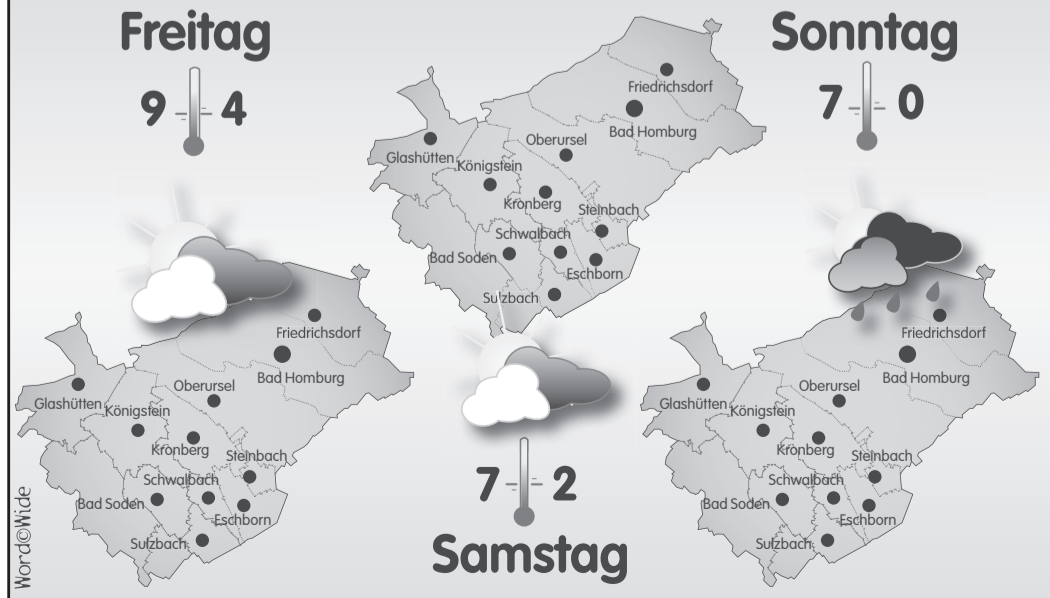 Freitag
9 4
Friedrichsdorf
Bad Homburg
Oberursel
Glashütten
Königstein
Kronberg
Steinbach
Schwalbach
Bad Soden
Eschborn
Sulzbach
Friedrichsdorf
Bad Homburg
Oberursel
Glashütten
Königstein
Kronberg
Steinbach
Schwalbach
Bad Soden
Eschborn
Sulzbach
7 2
Samstag
Sonntag
7 0
Friedrichsdorf
Bad Homburg
Oberursel
Glashütten
Königstein
Kronberg
Steinbach
Schwalbach
Bad Soden
Eschborn
Sulzbach
Word©Wide